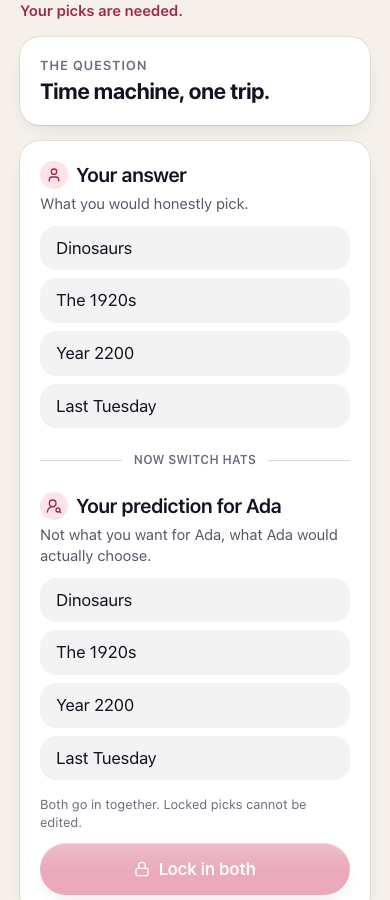 Your picks are needed.
THE QUESTION
Time machine, one trip.
Your answer
What you would honestly pick.
Dinosaurs
The 1920s
Year 2200
Last Tuesday
NOW SWITCH HATS
Your prediction for Ada
Not what you want for Ada, what Ada would
actually choose.
Dinosaurs
The 1920s
Year 2200
Last Tuesday
Both go in together. Locked picks cannot be
edited.
Lock in both